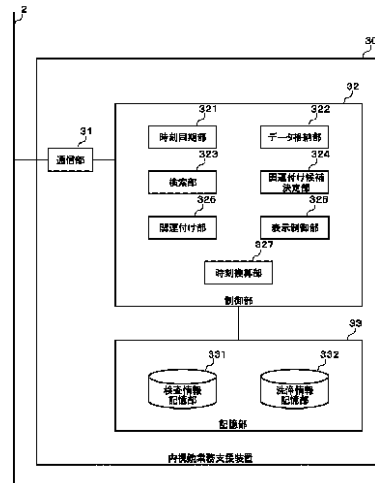 2
30
32
321
322
31
時刻同期部
データ格納部
通信部
323
324
検索部
関連付け候補
決定部
326
関連付け部
表示制御部
327
時刻換算部
制御部
33
331
332
検査情報
記憶部
洗浄情報
記憶部
記憶部
内視鏡業務支援装置